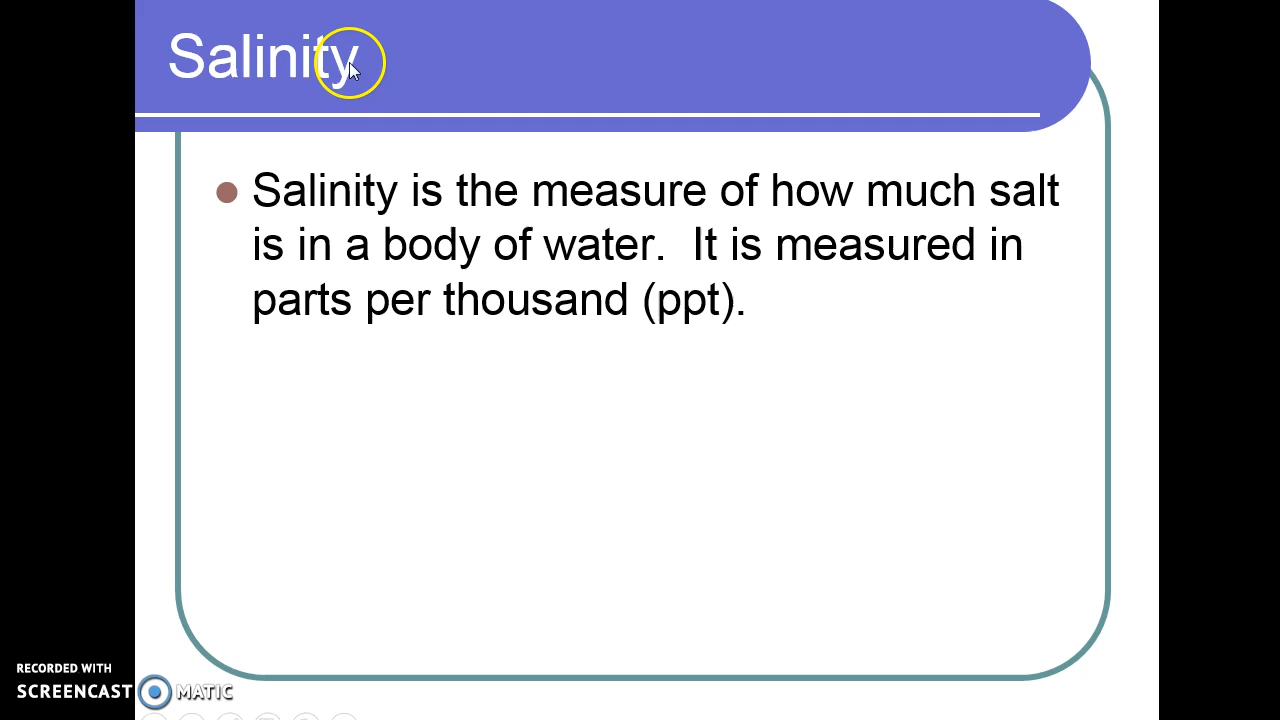 Salinity
Salinity is the measure of how much salt
is in a body of water.  It is measured in
parts per thousand (ppt).
RECORDED WITH
SCREENCAST MATIC